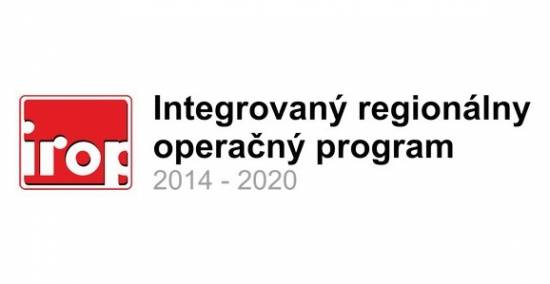 irop
Integrovaný regionálny
operačný program
2014 - 2020